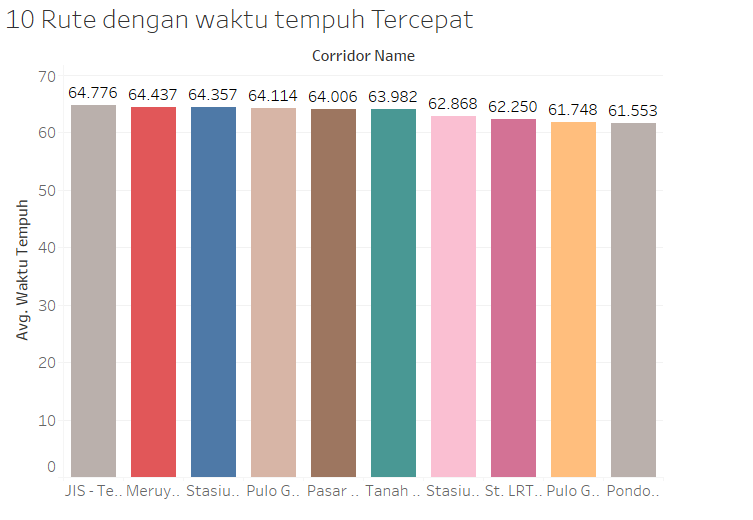 10 Rute dengan waktu tempuh Tercepat
Corridor Name
Avg. Waktu Tempuh
70
60
50
40
30
20
10
0
64.776 64.437 64.357 64.114 64.006 63.982 62.868 62.250 61.748 61.553
JIS - Te.. Meruy.. Stasiu.. Pulo G.. Pasar .. Tanah .. Stasiu.. St. LRT.. Pulo G.. Pondo..